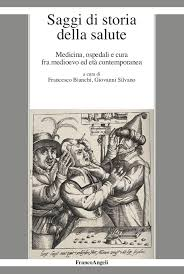 Saggi di storia
della salute
Medicina, ospedali e cura
fra medioevo ed età contemporanea
a cura di
Francesco Bianchi, Giovanni Silvano
FrancoAngeli